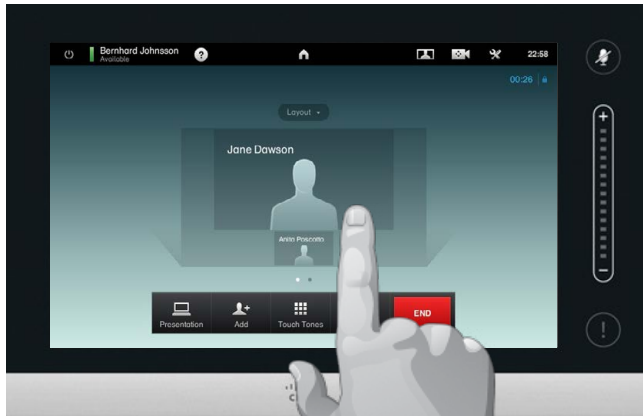 Bernhard Johnsson
Available
?
22:58
00:26
Layout
Jane Dawson
Anita Poscotto
Presentation
Add
Touch Tones
END
+
-
!